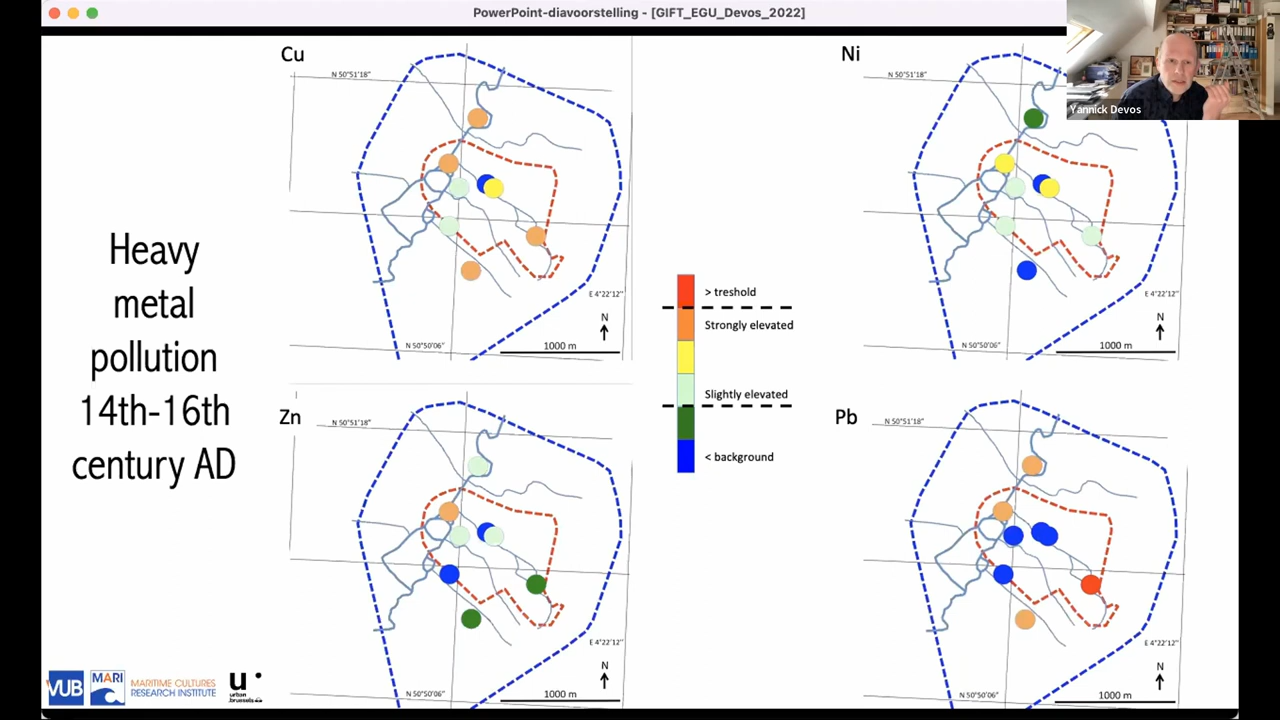 PowerPoint-diavoorstelling - [GIFT_EGU_Devos_2022]
Yannick Devos
Heavy
metal
pollution
14th-16th
century AD
Cu
N 50°51'18"
E 4°22'12"
N
N 50°50'06"
1000 m
Ni
N 50°51'18"
E 4°22'12"
N
N 50°50'06"
1000 m
> treshold
Strongly elevated
Slightly elevated
< background
Zn
N 50°51'18"
E 4°22'12"
N
N 50°50'06"
1000 m
Pb
N 50°51'18"
E 4°22'12"
N
N 50°50'06"
1000 m
VUB
MARI
MARITIME CULTURES
RESEARCH INSTITUTE
u
urban
.brussels